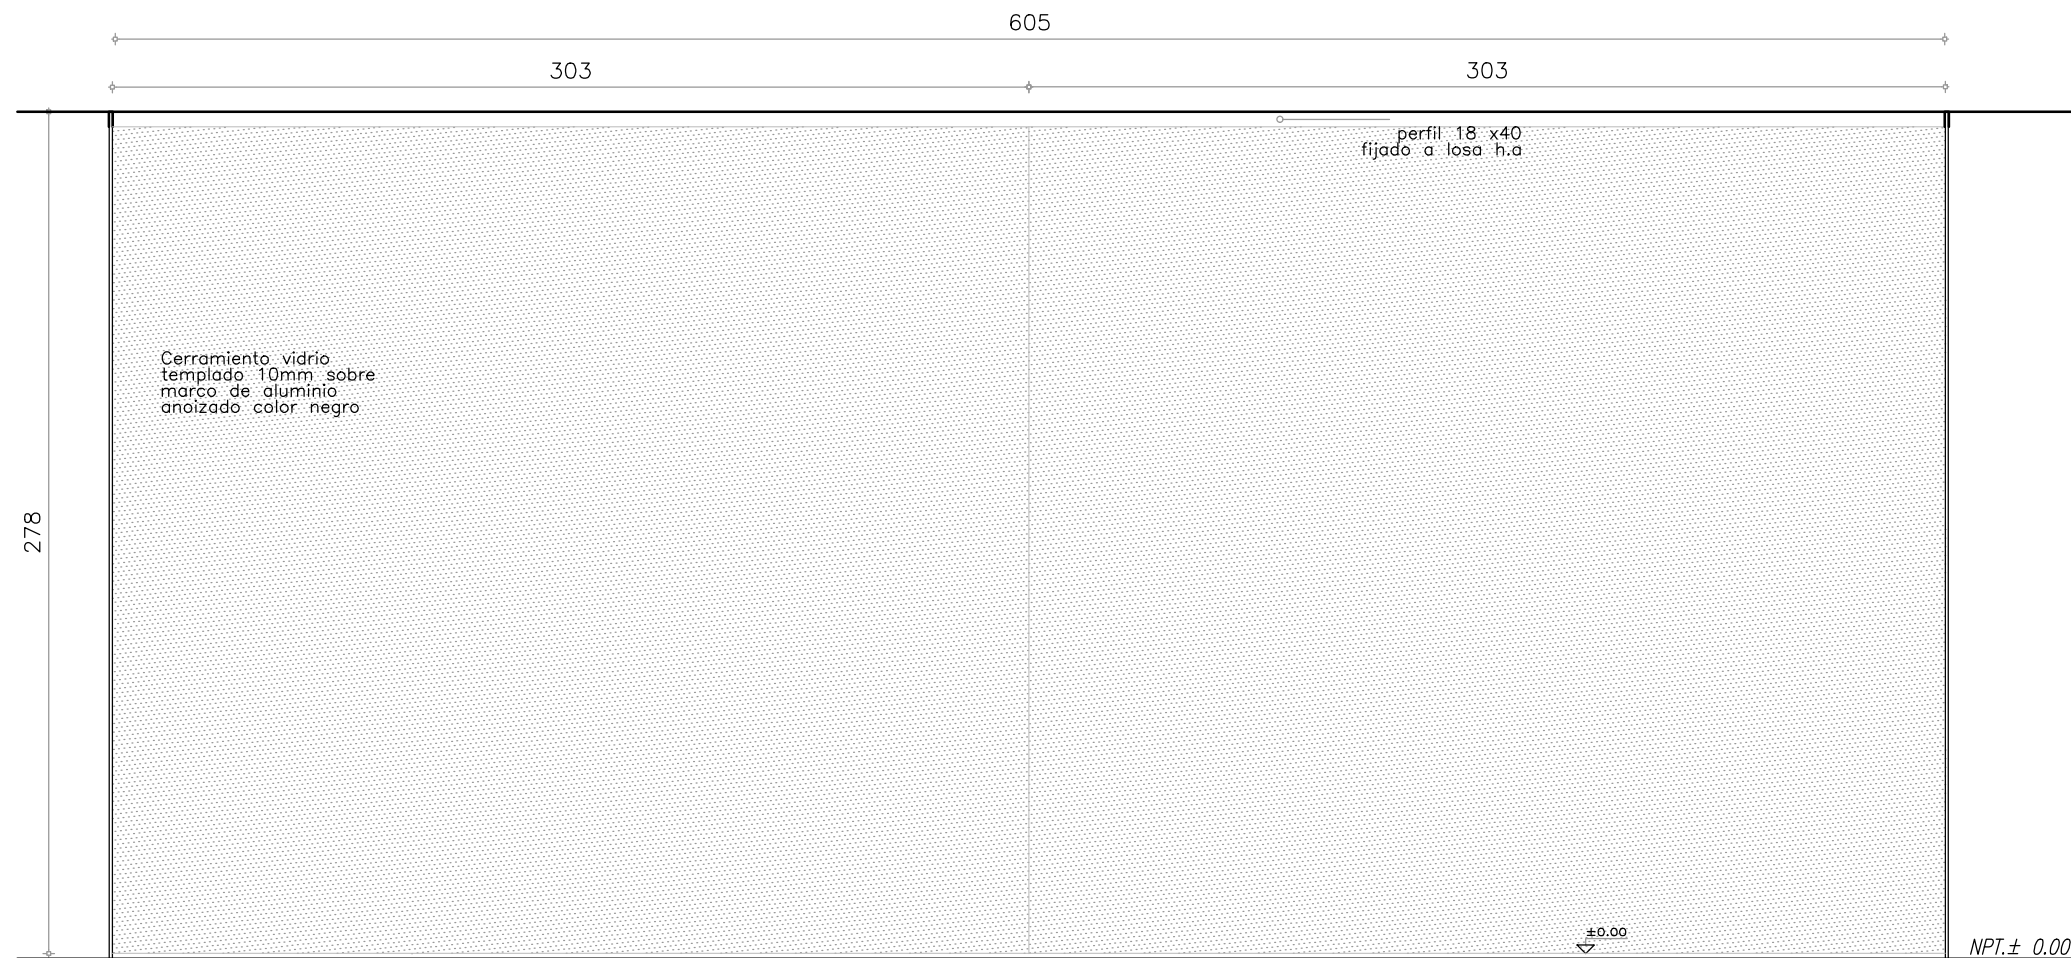 605
303
303
perfil 18 x40
fijado a losa h.a
Cerramiento vidrio
templado 10mm sobre
marco de aluminio
anoizado color negro
278
±0.00
NPT.± 0.00